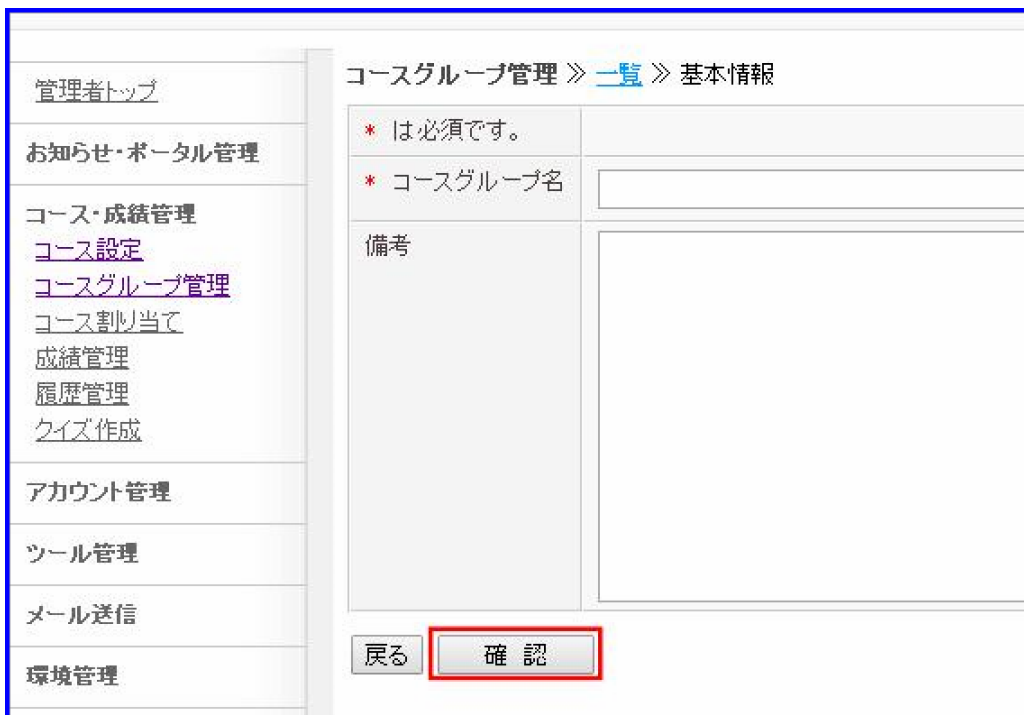 管理者トップ
お知らせ・ポータル管理
コース・成績管理
コース設定
コースグループ管理
コース割り当て
成績管理
履歴管理
クイズ作成
アカウント管理
ツール管理
メール送信
環境管理
コースグループ管理 ≫ 一覧 ≫ 基本情報
* は必須です。
* コースグループ名
備考
戻る 確 認